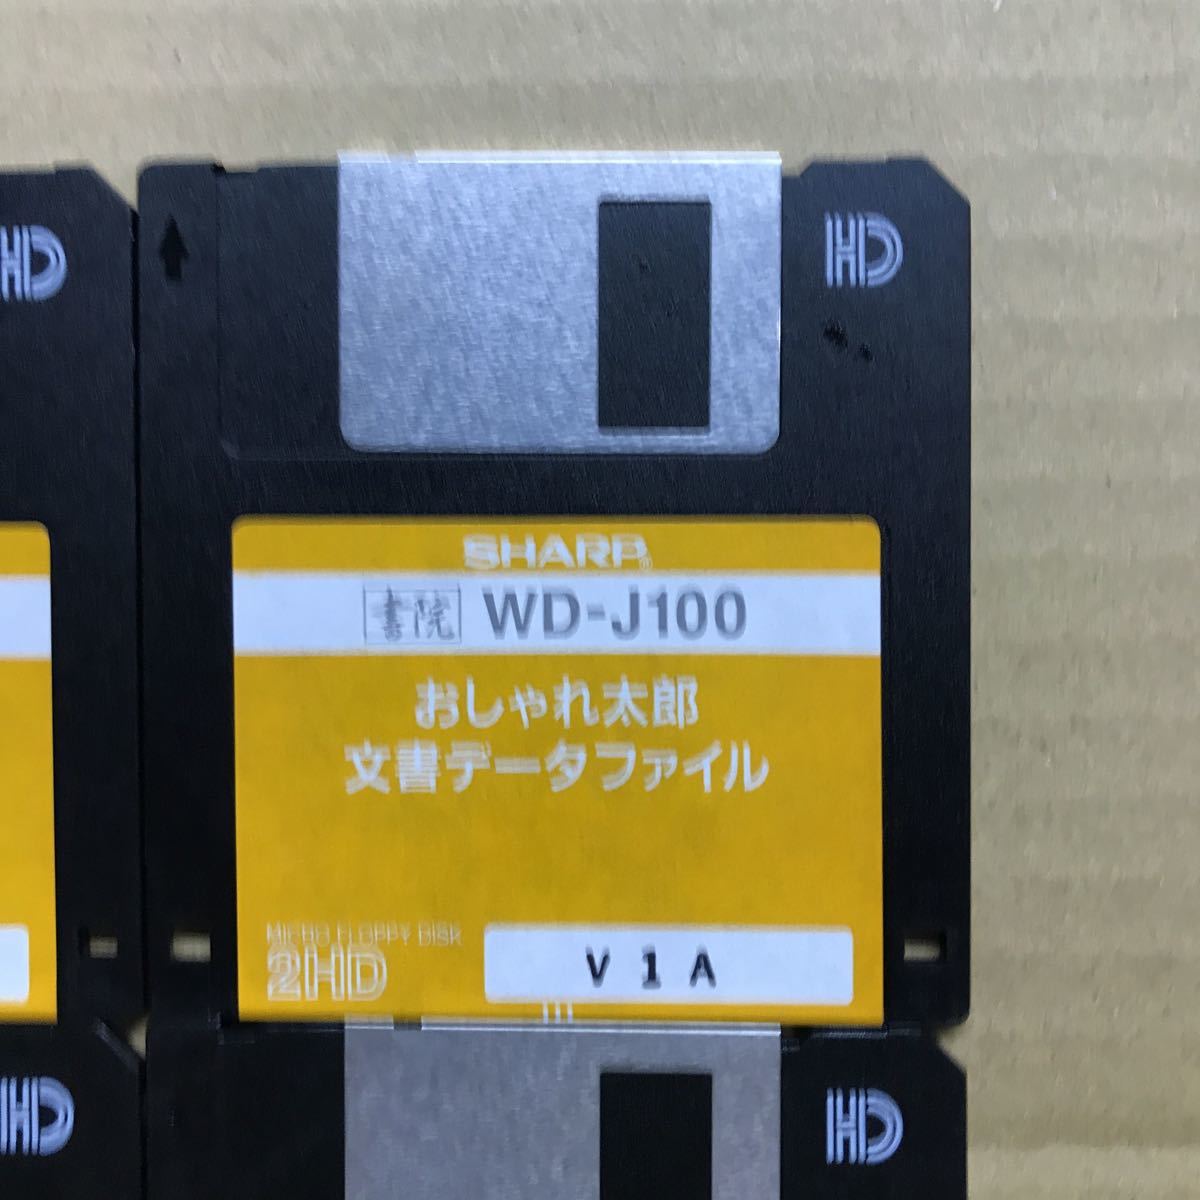 HD
HD
SHARP®
書院 WD-J100
おしゃれ太郎
文書データファイル
MICRO FLOPPY DISK
2HD
V 1 A
HD
HD